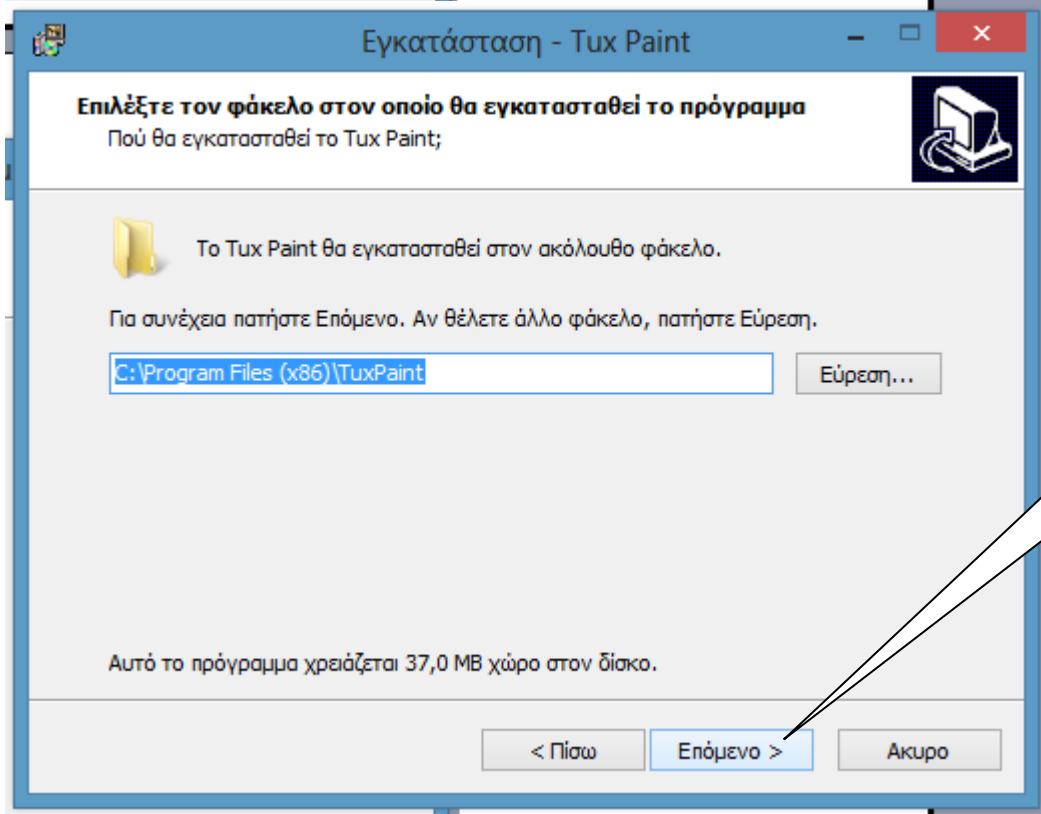 Εγκατάσταση - Tux Paint
Επιλέξτε τον φάκελο στον οποίο θα εγκατασταθεί το πρόγραμμα
Πού θα εγκατασταθεί το Tux Paint;
Το Tux Paint θα εγκατασταθεί στον ακόλουθο φάκελο.
Για συνέχεια πατήστε Επόμενο. Αν θέλετε άλλο φάκελο, πατήστε Εύρεση.
C:\Program Files (x86)\TuxPaint
Εύρεση...
Αυτό το πρόγραμμα χρειάζεται 37,0 MB χώρο στον δίσκο.
< Πίσω
Επόμενο >
Ακυρο